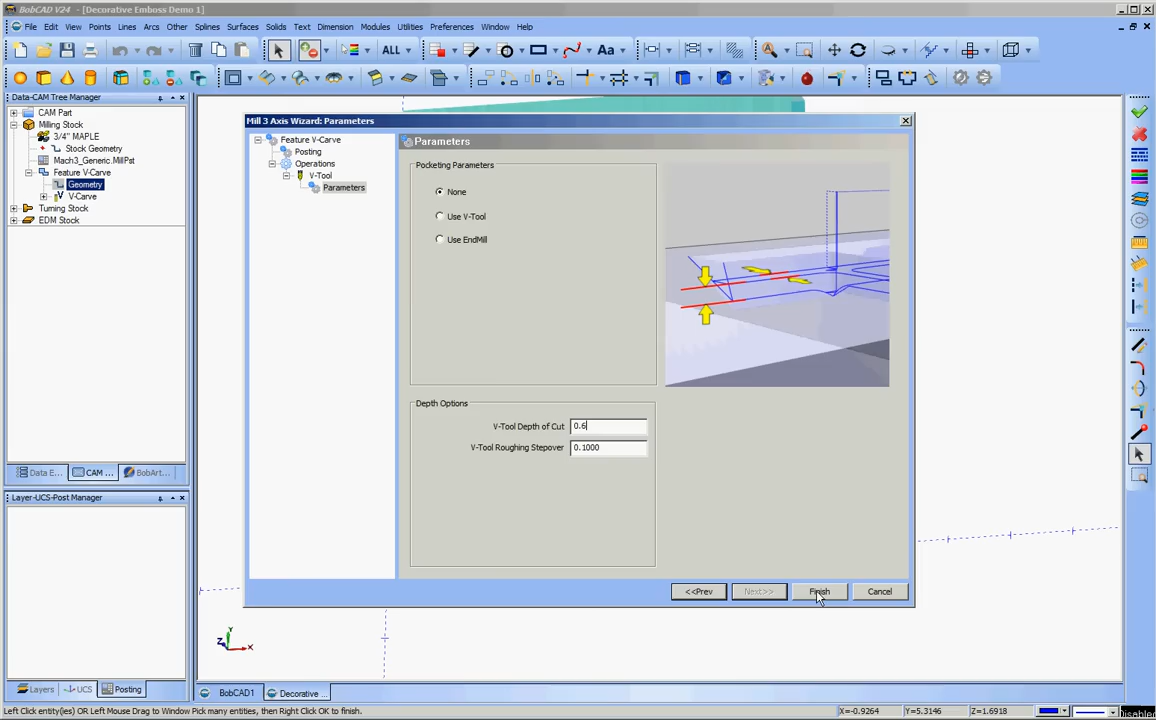 BobCAD V24 - [Decorative Emboss Demo 1]
File Edit View Points Lines Arcs Other Splines Surfaces Solids Text Dimension Modules Utilities Preferences Window Help
ALL
Aa
Data-CAM Tree Manager
CAM Part
Milling Stock
3/4" MAPLE
Stock Geometry
Mach3_Generic.MillPst
Feature V-Carve
Geometry
V-Carve
Turning Stock
EDM Stock
Data E...
CAM ...
BobArt...
Layer-UCS-Post Manager
Layers
UCS
Posting
Mill 3 Axis Wizard: Parameters
Feature V-Carve
Posting
Operations
V-Tool
Parameters
Parameters
Pocketing Parameters
None
Use V-Tool
Use EndMill
Depth Options
V-Tool Depth of Cut 0.6
V-Tool Roughing Stepover 0.1000
<<Prev
Next>>
Finish
Cancel
Y
Z
X
BobCAD1
Decorative ...
Left Click entity(ies) OR Left Mouse Drag to Window Pick many entities, then Right Click OK to finish.
X=-0.9264 Y=5.3146 Z=1.6918
Disabled